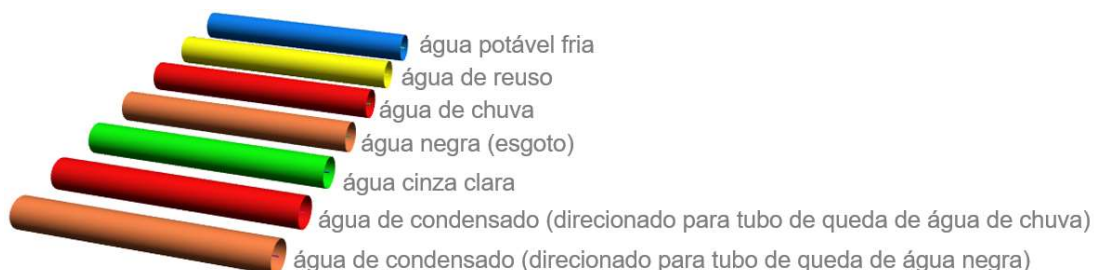 água potável fria
água de reuso
água de chuva
água negra (esgoto)
água cinza clara
água de condensado (direcionado para tubo de queda de água de chuva)
água de condensado (direcionado para tubo de queda de água negra)